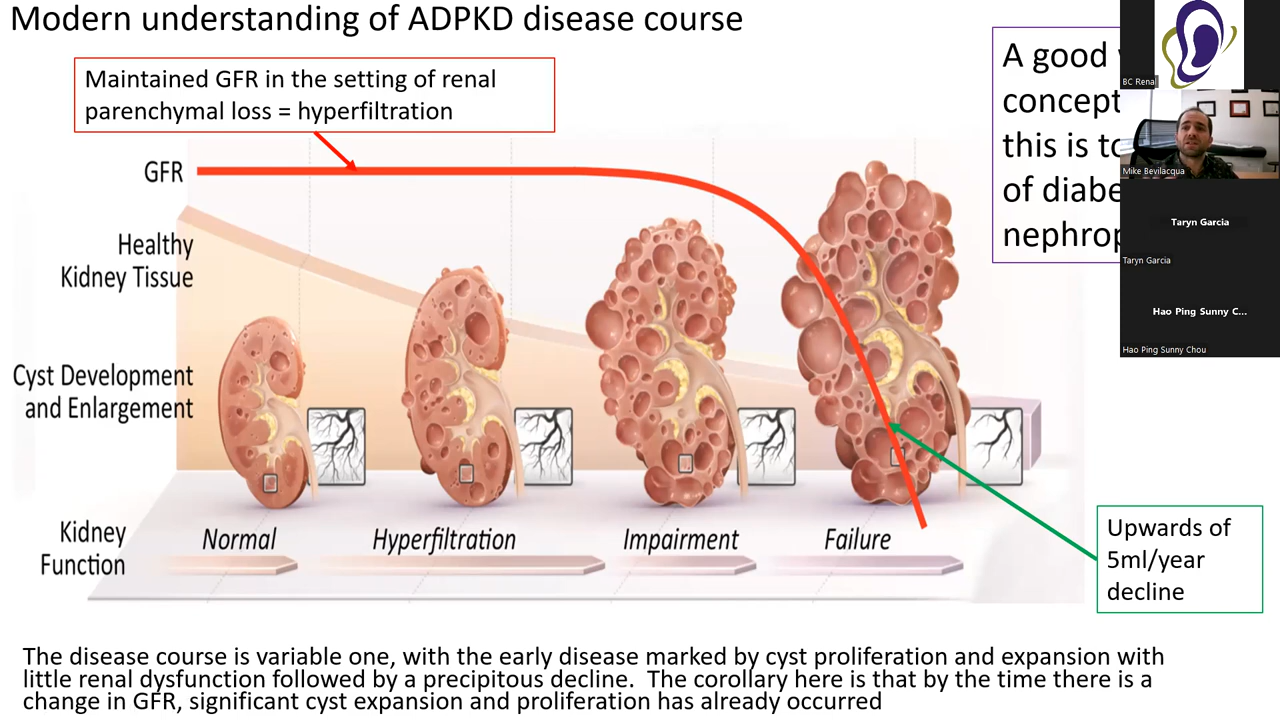 Modern understanding of ADPKD disease course
Maintained GFR in the setting of renal
parenchymal loss = hyperfiltration
A good
concept
this is to
of diabe
nephrop
BC Renal
Mike Bevilacqua
Taryn Garcia
Taryn Garcia
Hao Ping Sunny C...
Hao Ping Sunny Chou
GFR
Healthy
Kidney Tissue
Cyst Development
and Enlargement
Kidney
Function
Normal
Hyperfiltration
Impairment
Failure
Upwards of
5ml/year
decline
The disease course is variable one, with the early disease marked by cyst proliferation and expansion with
little renal dysfunction followed by a precipitous decline.  The corollary here is that by the time there is a
change in GFR, significant cyst expansion and proliferation has already occurred